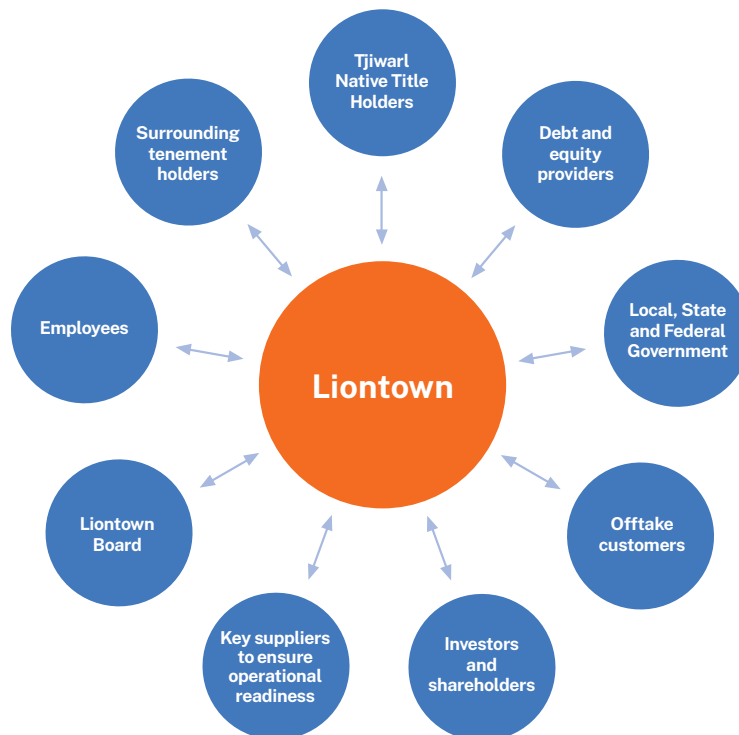 Tjiwarl
Native Title
Holders
Surrounding
tenement
holders
Debt and
equity
providers
Employees
Local, State
and Federal
Government
Liontown
Liontown
Board
Offtake
customers
Key suppliers
to ensure
operational
readiness
Investors
and
shareholders